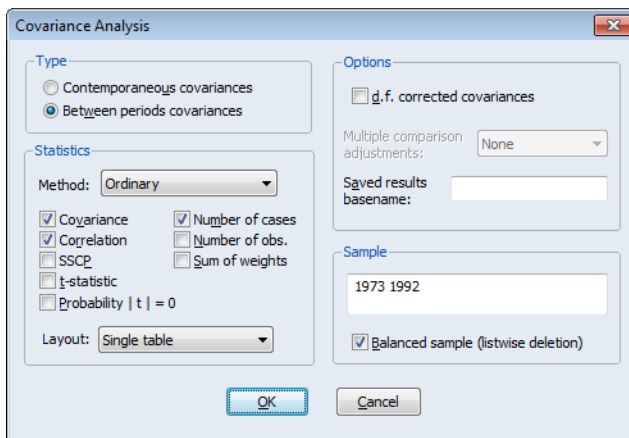 Covariance Analysis
Type
Contemporaneous covariances
Between periods covariances
Statistics
Method: Ordinary
Covariance
Number of cases
Correlation
Number of obs.
SSCP
Sum of weights
t-statistic
Probability | t | = 0
Layout: Single table
Options
d.f. corrected covariances
Multiple comparison
adjustments: None
Saved results
basename:
Sample
1973 1992
Balanced sample (listwise deletion)
OK
Cancel